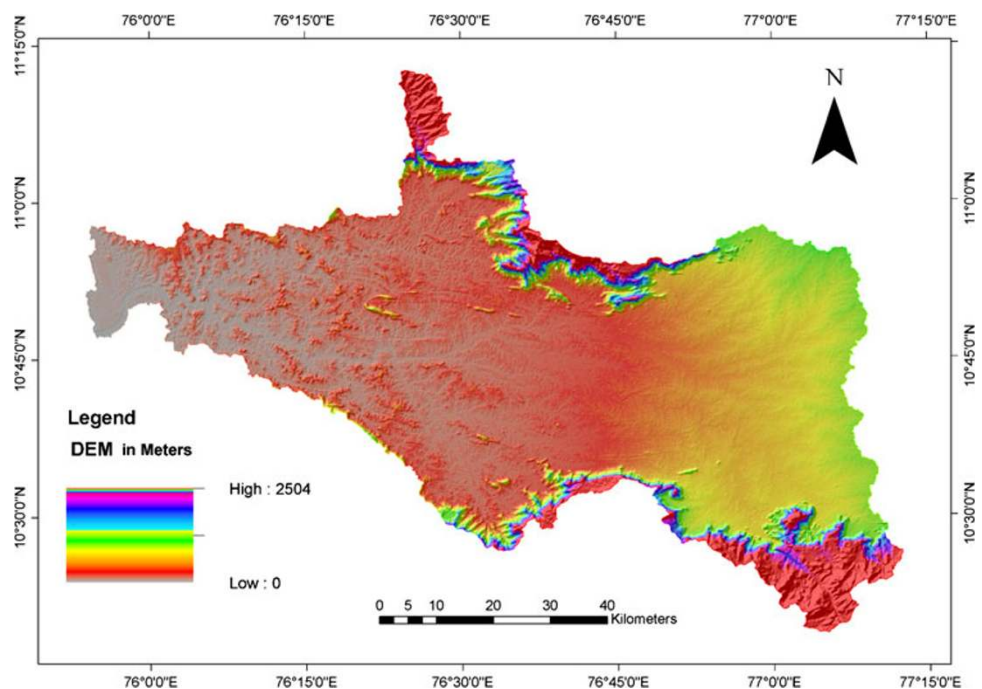 76°0'0"E 76°15'0"E 76°30'0"E 76°45'0"E 77°0'0"E 77°15'0"E
11°15'0"N
11°0'0"N
10°45'0"N
10°30'0"N
N
11°0'0"N
10°45'0"N
10°30'0"N
Legend
DEM in Meters
High : 2504
Low : 0
0 5 10 20 30 40
Kilometers
76°0'0"E 76°15'0"E 76°30'0"E 76°45'0"E 77°0'0"E 77°15'0"E